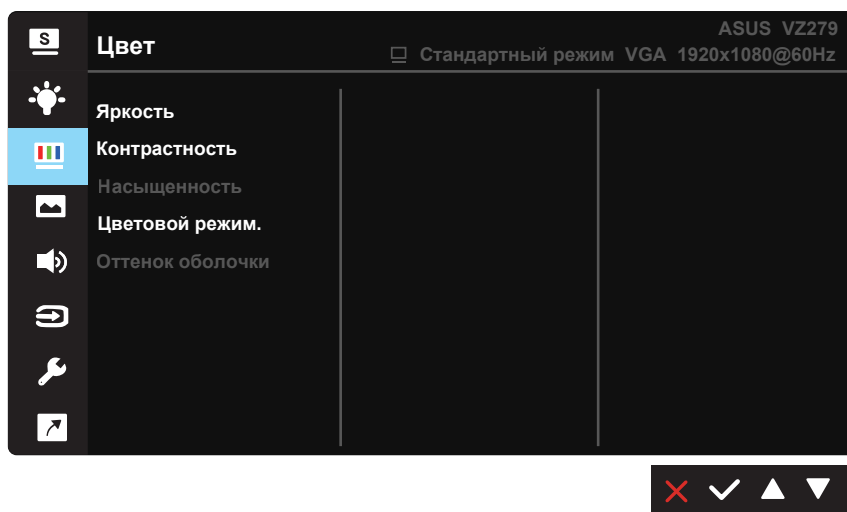 S
Цвет
ASUS VZ279
Стандартный режим VGA 1920x1080@60Hz
Яркость
Контрастность
Насыщенность
Цветовой режим.
Оттенок оболочки